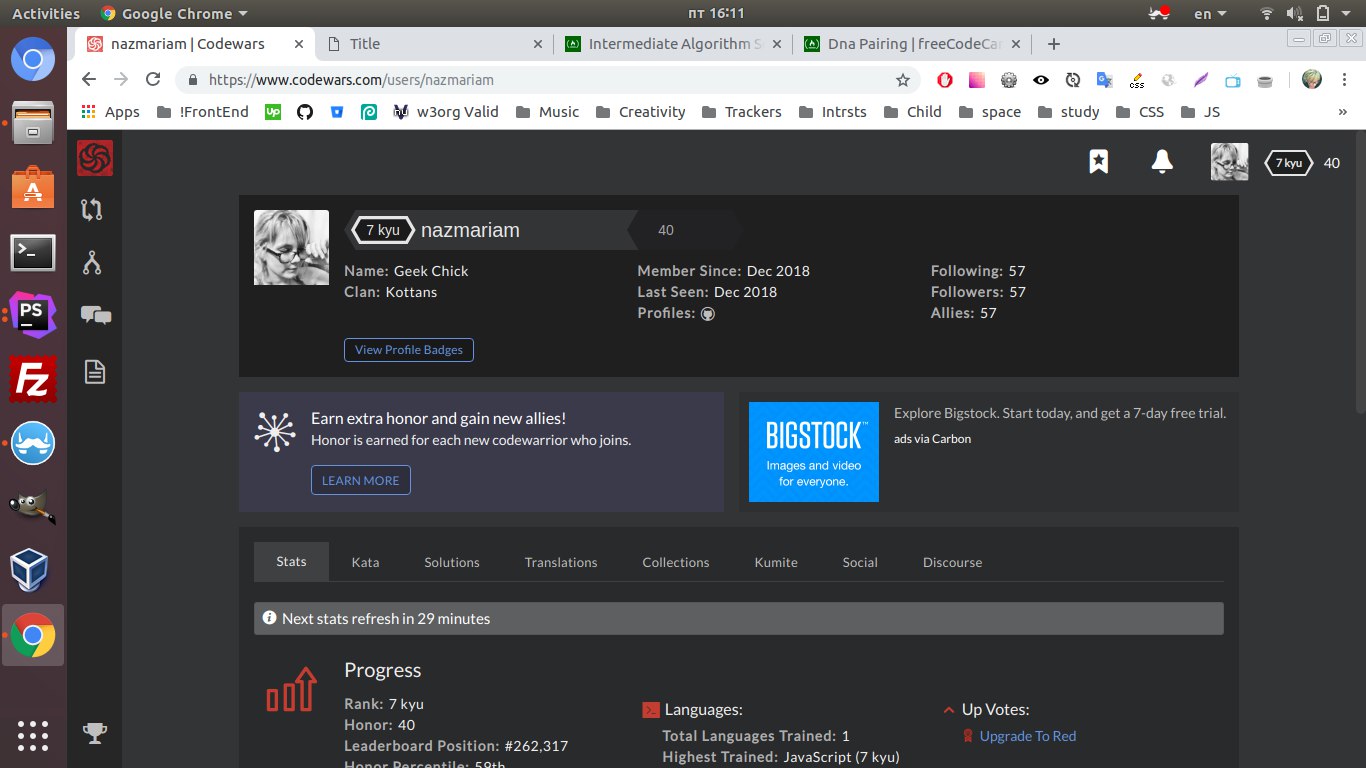 Activities Google Chrome пт 16:11 en
nazmariam | Codewars Title Intermediate Algorithm S Dna Pairing | freeCodeCa
https://www.codewars.com/users/nazmariam
Apps !FrontEnd up w3org Valid Music Creativity Trackers Intrsts Child space study CSS JS »
7 kyu 40
7 kyu nazmariam 40
Name: Geek Chick Member Since: Dec 2018 Following: 57
Clan: Kottans Last Seen: Dec 2018 Followers: 57
Profiles: Allies: 57
View Profile Badges
Earn extra honor and gain new allies!
Honor is earned for each new codewarrior who joins.
LEARN MORE
BIGSTOCK™
Images and video
for everyone.
Explore Bigstock. Start today, and get a 7-day free trial.
ads via Carbon
Stats Kata Solutions Translations Collections Kumite Social Discourse
Next stats refresh in 29 minutes
Progress
Rank: 7 kyu
Honor: 40
Leaderboard Position: #262,317
Honor Percentile: 59th
Languages:
Total Languages Trained: 1
Highest Trained: JavaScript (7 kyu)
Up Votes:
Upgrade To Red